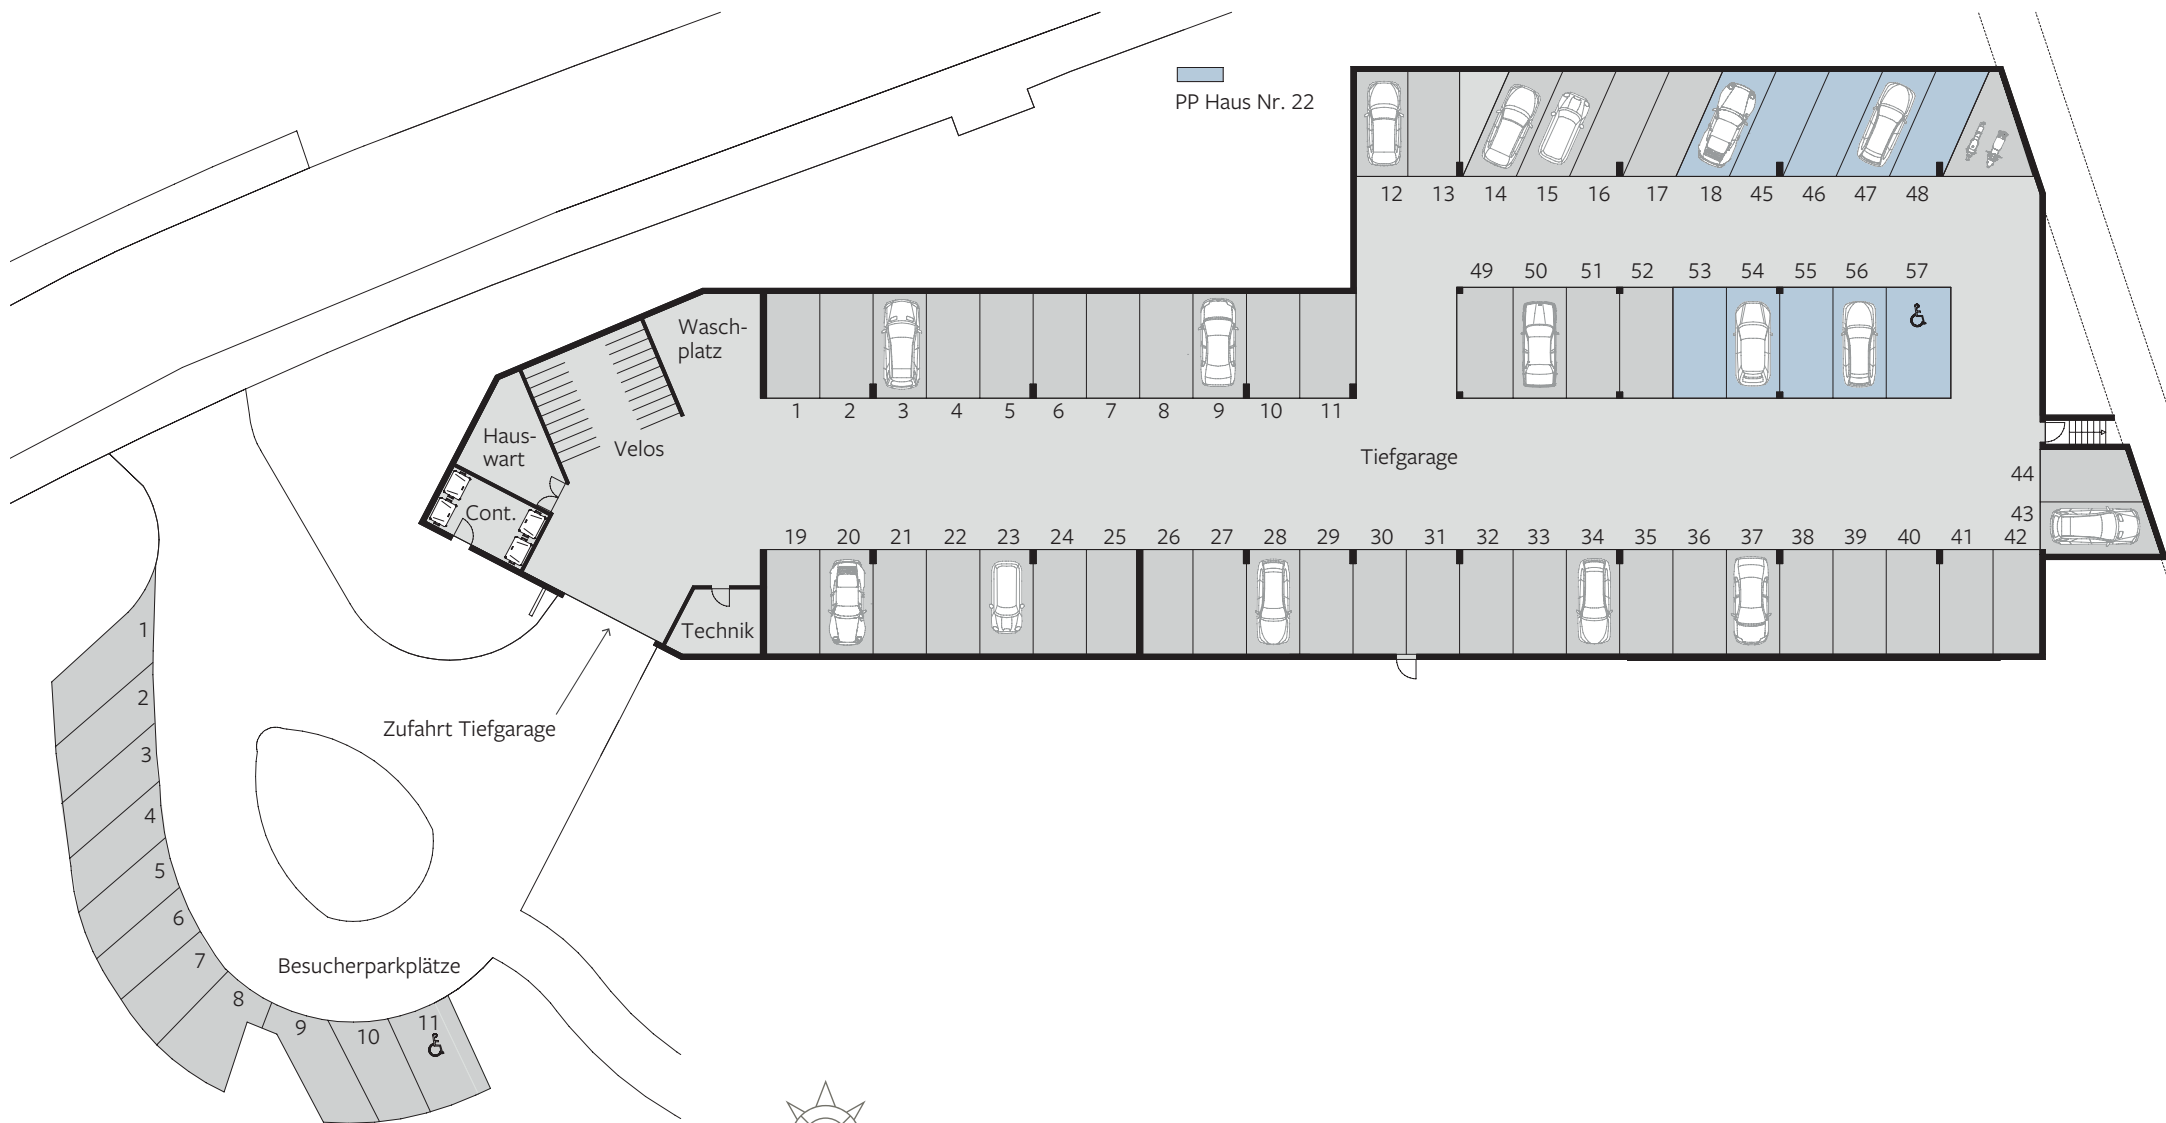 PP Haus Nr. 22
12 13 14 15 16 17 18 45 46 47 48
49 50 51 52 53 54 55 56 57
Wasch-
platz
1 2 3 4 5 6 7 8 9 10 11
Haus-
wart
Velos
Tiefgarage
44
Cont.
43
19 20 21 22 23 24 25 26 27 28 29 30 31 32 33 34 35 36 37 38 39 40 41 42
Technik
Zufahrt Tiefgarage
1
2
3
4
5
6
7
8
9
10
11
Besucherparkplätze